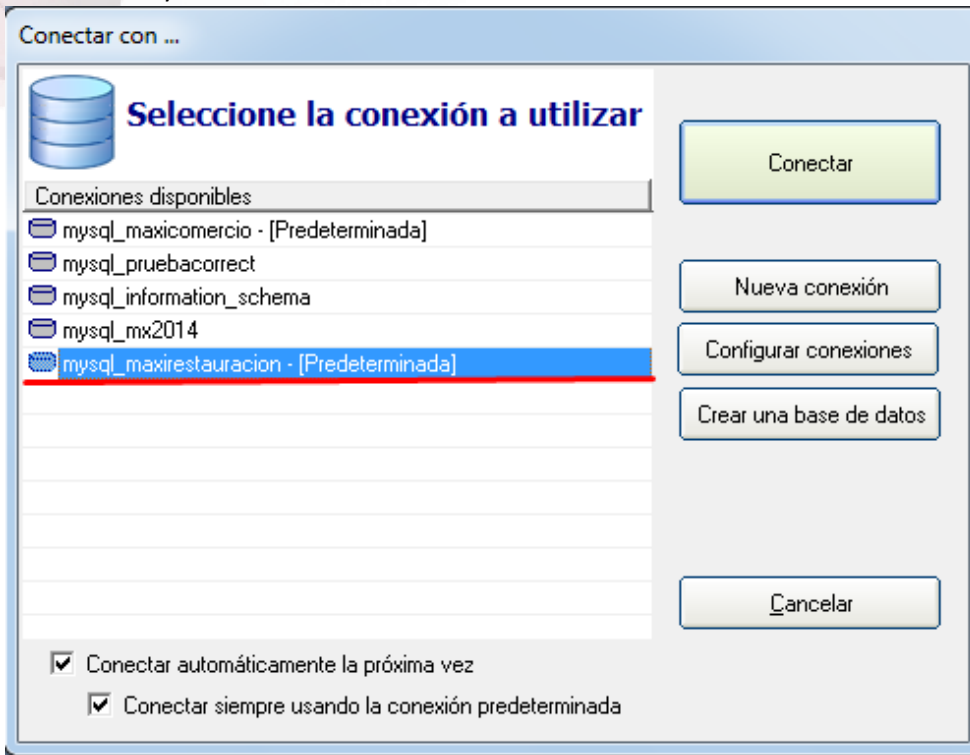 Conectar con ...
Seleccione la conexión a utilizar
Conectar
Conexiones disponibles
mysql_maxicomercio - [Predeterminada]
mysql_pruebacorrect
mysql_information_schema
mysql_mx2014
mysql_maxirestauracion - [Predeterminada]
Nueva conexión
Configurar conexiones
Crear una base de datos
Cancelar
Conectar automáticamente la próxima vez
Conectar siempre usando la conexión predeterminada